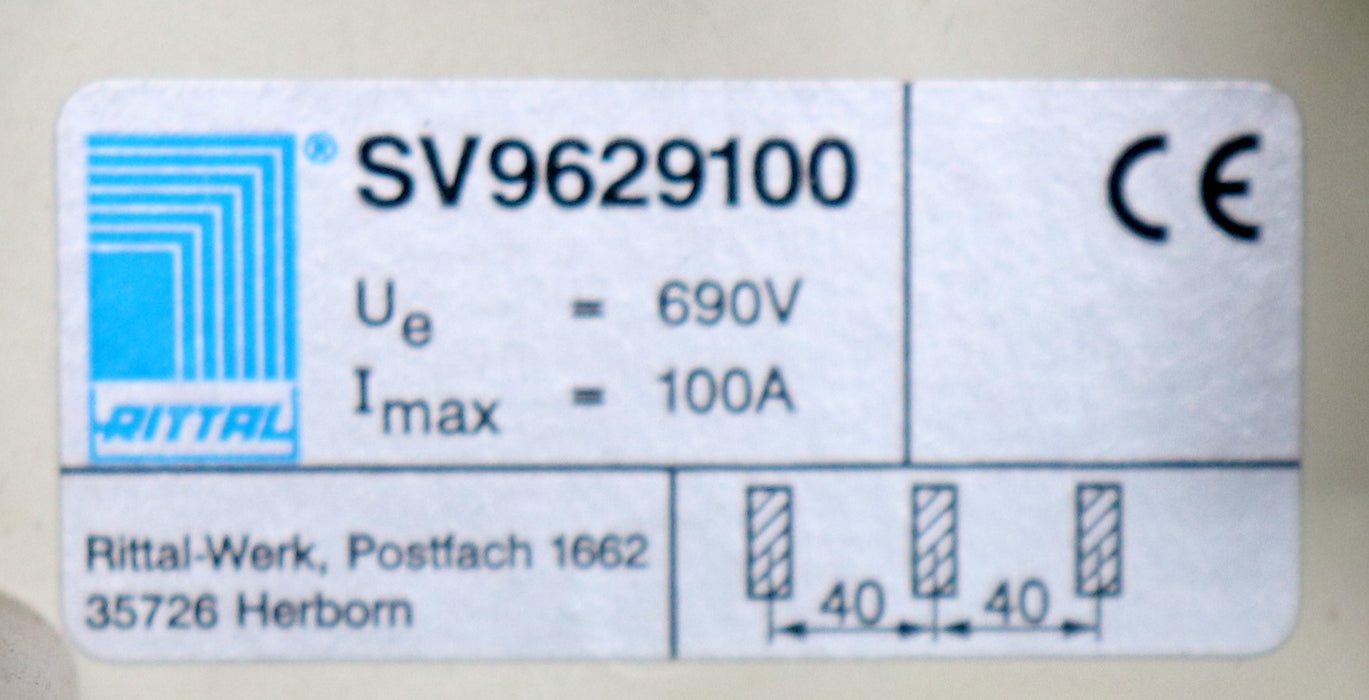 RITTAL ®
SV9629100
Ue = 690V
Imax = 100A
CE
Rittal-Werk, Postfach 1662
35726 Herborn
40 40